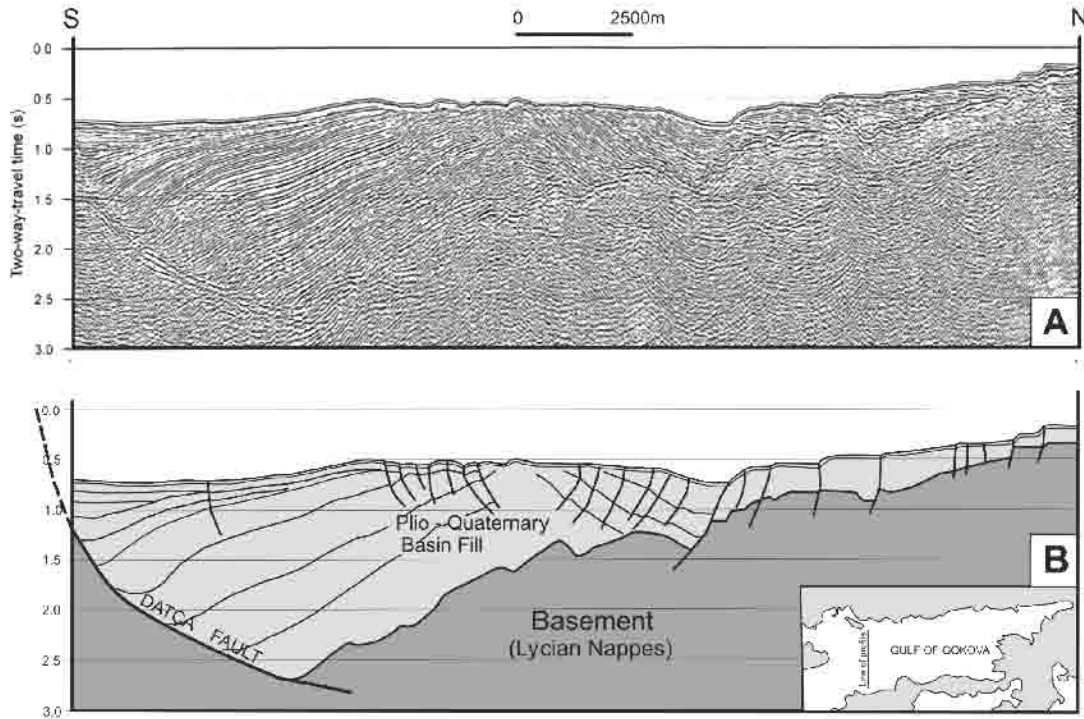 S
0 2500m
N
0.0
0.5
1.0
1.5
2.0
2.5
3.0
Two-way-travel time (s)
A
0.0
0.5
1.0
1.5
2.0
2.5
3.0
Plio - Quaternary
Basin Fill
DATÇA FAULT
Basement
(Lycian Nappes)
B
Line of profile
GULF OF GÖKOVA